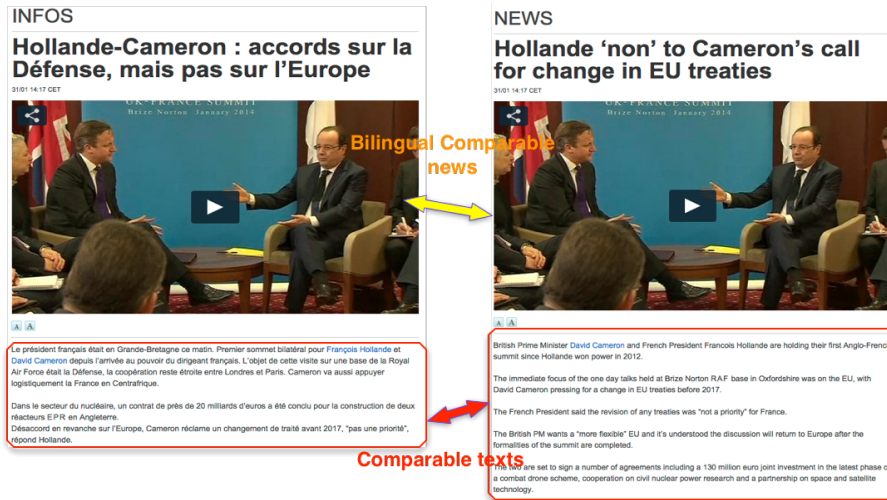 INFOS
Hollande-Cameron : accords sur la
Défense, mais pas sur l'Europe
31/01 14:17 CET
UK-FRANCE SUMMIT
Brize Norton January 2014
A A
Le président français était en Grande-Bretagne ce matin. Premier sommet bilatéral pour François Hollande et
David Cameron depuis l'arrivée au pouvoir du dirigeant français. L'objet de cette visite sur une base de la Royal
Air Force était la Défense, la coopération reste étroite entre Londres et Paris. Cameron va aussi appuyer
logistiquement la France en Centrafrique.
Dans le secteur du nucléaire, un contrat de près de 20 milliards d'euros a été conclu pour la construction de deux
réacteurs EPR en Angleterre.
Désaccord en revanche sur l'Europe, Cameron réclame un changement de traité avant 2017, "pas une priorité",
répond Hollande.
Bilingual Comparable
news
Comparable texts
NEWS
Hollande 'non' to Cameron's call
for change in EU treaties
31/01 14:17 CET
UK-FRANCE SUMMIT
Brize Norton January 2014
A A
British Prime Minister David Cameron and French President Francois Hollande are holding their first Anglo-French
summit since Hollande won power in 2012.
The immediate focus of the one day talks held at Brize Norton RAF base in Oxfordshire was on the EU, with
David Cameron pressing for a change in EU treaties before 2017.
The French President said the revision of any treaties was "not a priority" for France.
The British PM wants a "more flexible" EU and it's understood the discussion will return to Europe after the
formalities of the summit are completed.
The two are set to sign a number of agreements including a 130 million euro joint investment in the latest phase
a combat drone scheme, cooperation on civil nuclear power research and a partnership on space and satellite
technology.